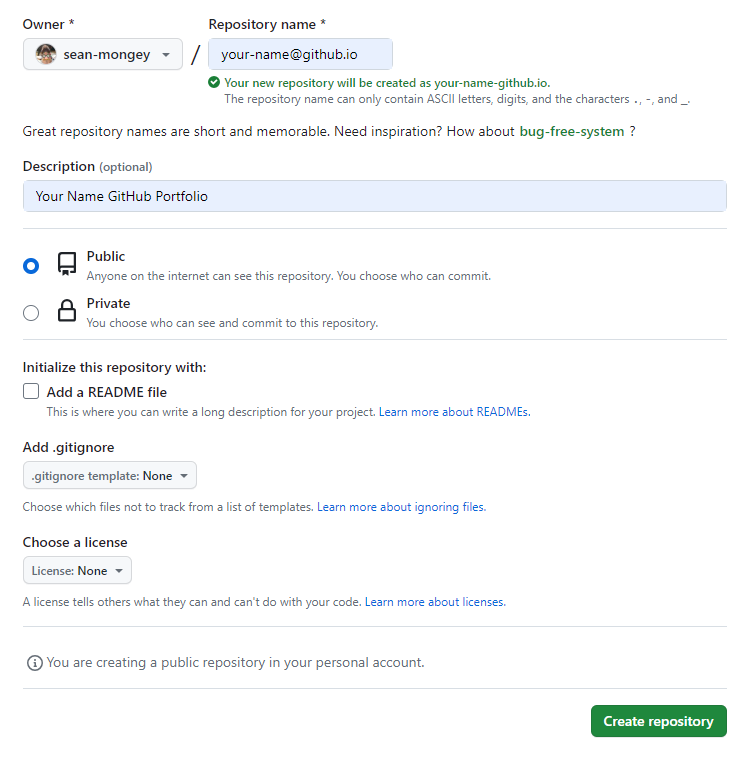 Owner * Repository name *
sean-mongey / your-name@github.io
Your new repository will be created as your-name-github.io.
The repository name can only contain ASCII letters, digits, and the characters ., -, and _.
Great repository names are short and memorable. Need inspiration? How about bug-free-system ?
Description (optional)
Your Name GitHub Portfolio
Public
Anyone on the internet can see this repository. You choose who can commit.
Private
You choose who can see and commit to this repository.
Initialize this repository with:
Add a README file
This is where you can write a long description for your project. Learn more about READMEs.
Add .gitignore
.gitignore template: None
Choose which files not to track from a list of templates. Learn more about ignoring files.
Choose a license
License: None
A license tells others what they can and can't do with your code. Learn more about licenses.
You are creating a public repository in your personal account.
Create repository